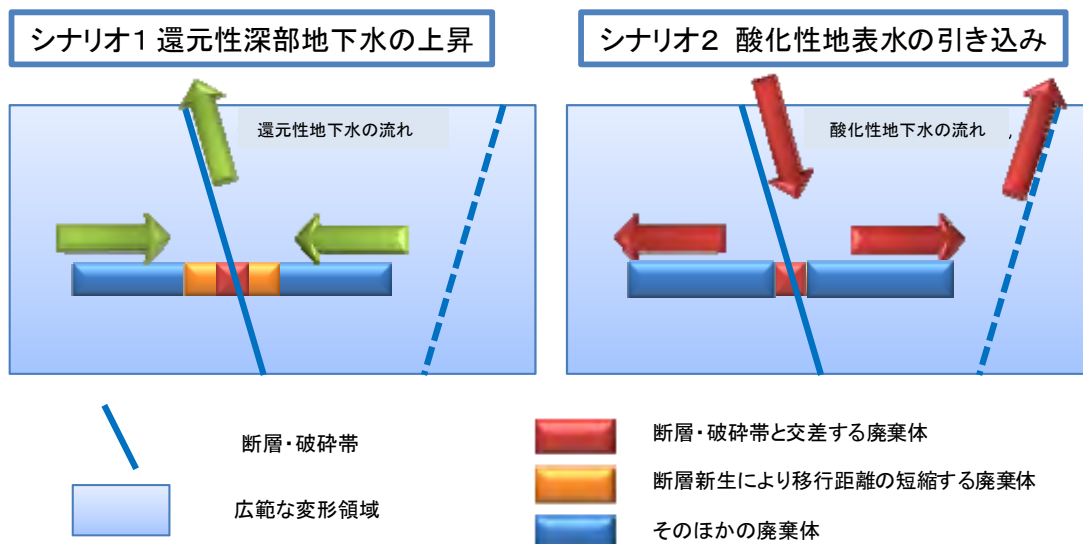 シナリオ1 還元性深部地下水の上昇
シナリオ2 酸化性地表水の引き込み
還元性地下水の流れ
酸化性地下水の流れ
断層・破砕帯
広範な変形領域
断層・破砕帯と交差する廃棄体
断層新生により移行距離の短縮する廃棄体
そのほかの廃棄体